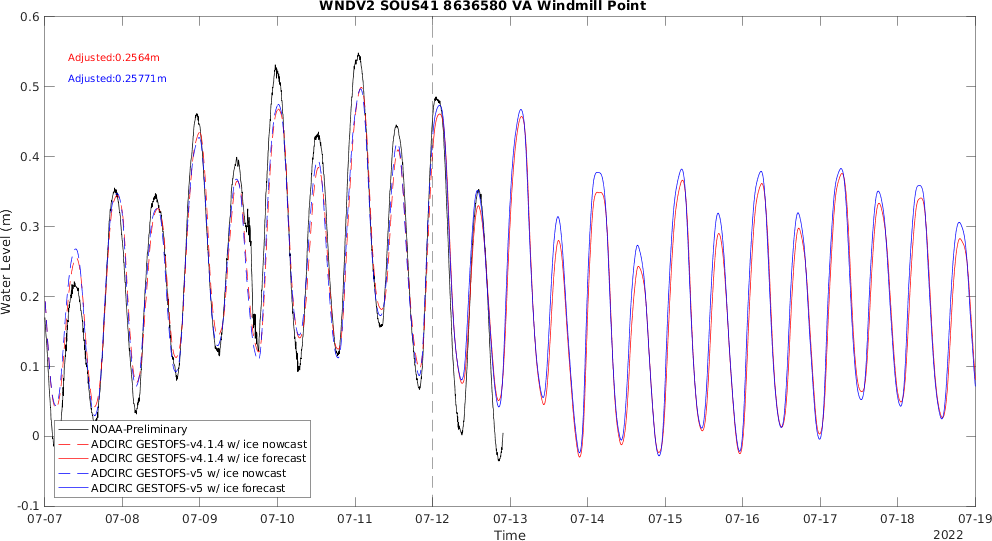 WNDV2 SOUS41 8636580 VA Windmill Point
0.6
Adjusted:0.2564m
Adjusted:0.25771m
0.5
0.4
0.3
0.2
0.1
0
-0.1
Water Level (m)
NOAA-Preliminary
ADCIRC GESTOFS-v4.1.4 w/ ice nowcast
ADCIRC GESTOFS-v4.1.4 w/ ice forecast
ADCIRC GESTOFS-v5 w/ ice nowcast
ADCIRC GESTOFS-v5 w/ ice forecast
07-07 07-08 07-09 07-10 07-11 07-12 07-13 07-14 07-15 07-16 07-17 07-18 07-19
Time
2022